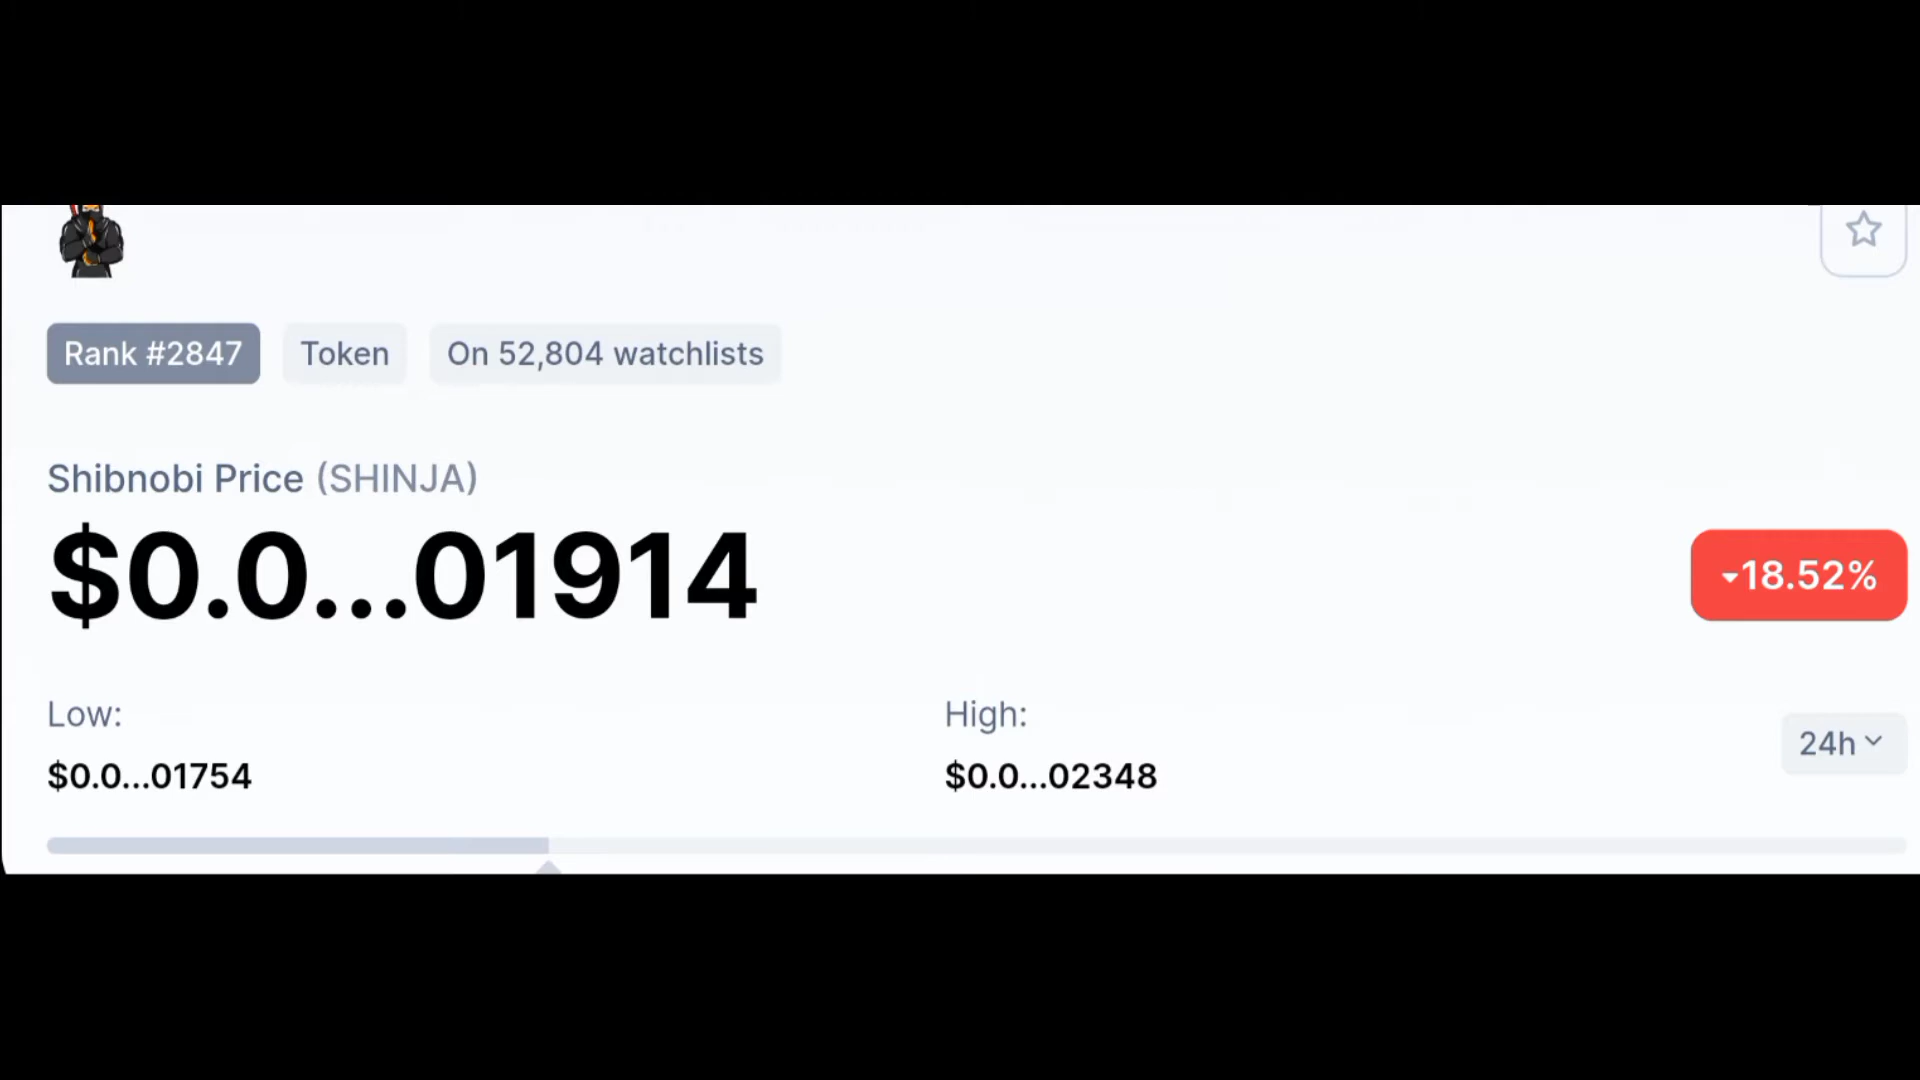 Rank #2847 Token On 52,804 watchlists
Shibnobi Price (SHINJA)
$0.0...01914
18.52%
Low: High:
24h
$0.0...01754 $0.0...02348